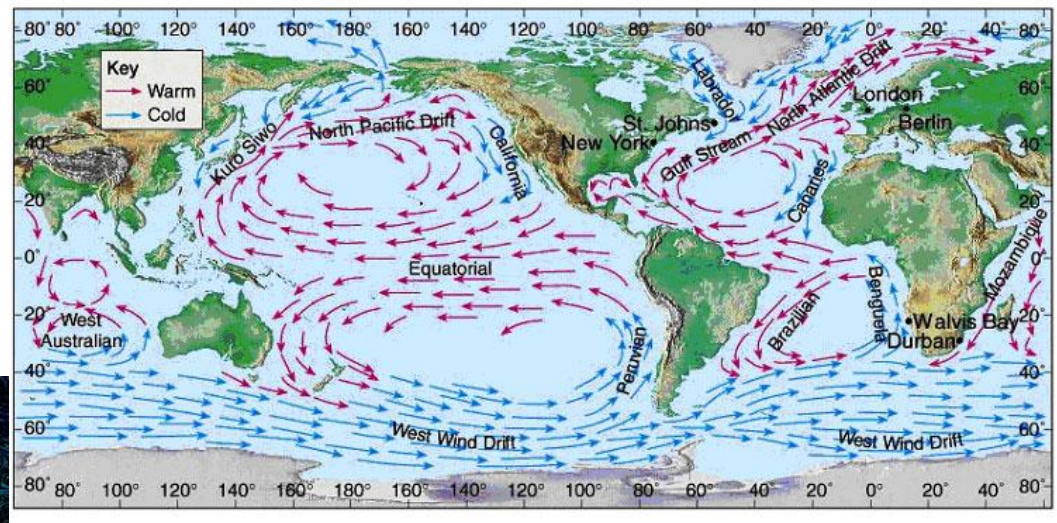 80° 80° 100° 120° 140° 160° 180° 160° 140° 120° 100° 80° 60° 40° 20° 0° 20° 40° 80°
Key
Warm
Cold
60°
60°
Labrador
North Atlantic Drift
London
Berlin
St. Johns
New York
Gulf Stream
Kuro Siwo
North Pacific Drift
California
Canaries
40°
40°
20°
20°
Mozambique
0°
0°
Equatorial
Benguela
Brazilian
20°
20°
West
Australian
Walvis Bay
Durban
Peruvian
40°
40°
60°
60°
West Wind Drift
West Wind Drift
80° 80° 100° 120° 140° 160° 180° 160° 140° 120° 100° 80° 60° 40° 20° 0° 20° 40° 80°